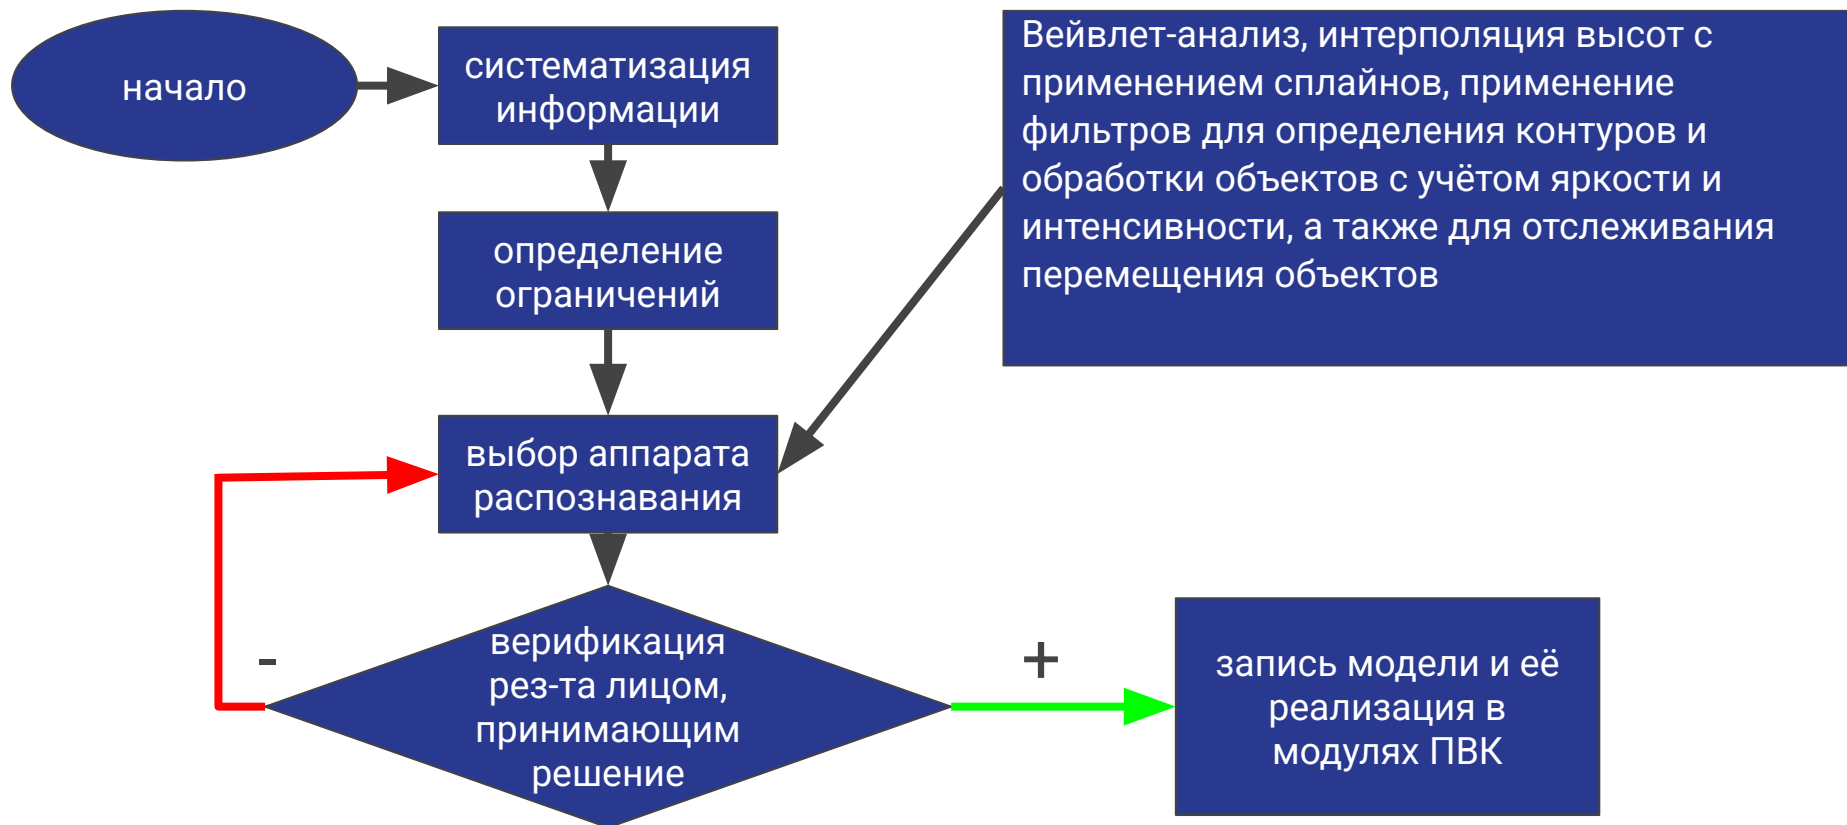 начало
систематизация
информации
Вейвлет-анализ, интерполяция высот с
применением сплайнов, применение
фильтров для определения контуров и
обработки объектов с учётом яркости и
интенсивности, а также для отслеживания
перемещения объектов
определение
ограничений
выбор аппарата
распознавания
-
верификация
рез-та лицом,
принимающим
решение
+
запись модели и её
реализация в
модулях ПВК